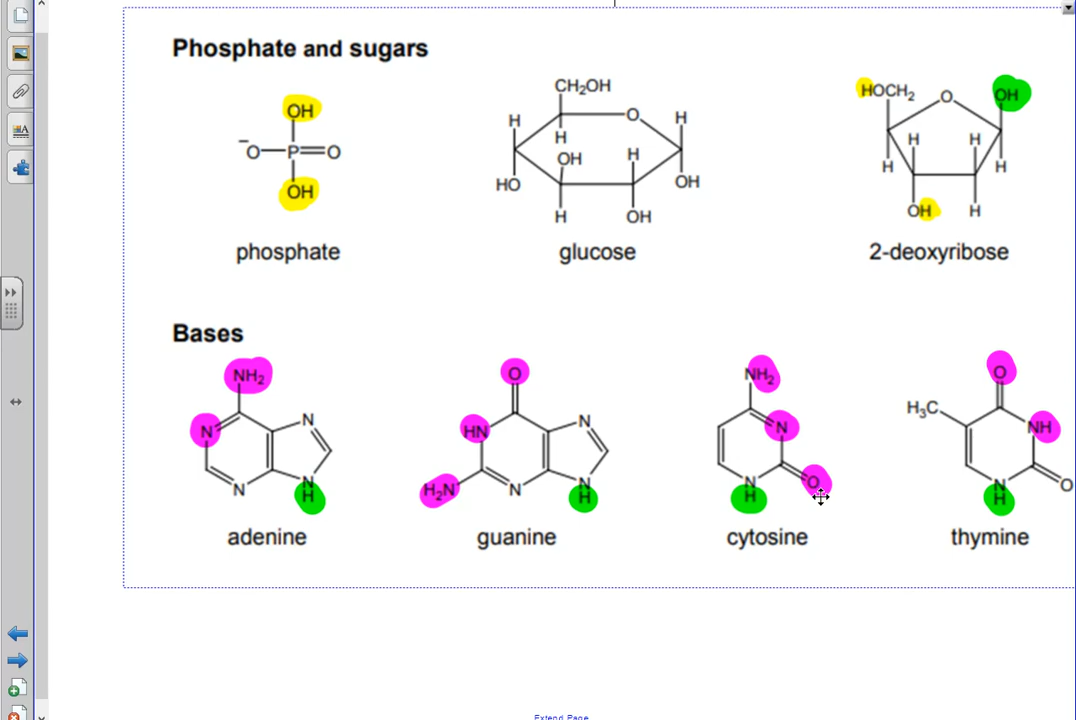 Phosphate and sugars
OH
⁻O P O
OH
phosphate
CH₂OH
H O H
H
OH H
HO OH
H OH
glucose
HOCH₂ O OH
H H
H H
OH H
2-deoxyribose
Bases
NH₂
N N
N N
H
adenine
O
HN N
H₂N N N
H
guanine
NH₂
N
N O
H
cytosine
O
H₃C NH
N O
H
thymine
Extend Page